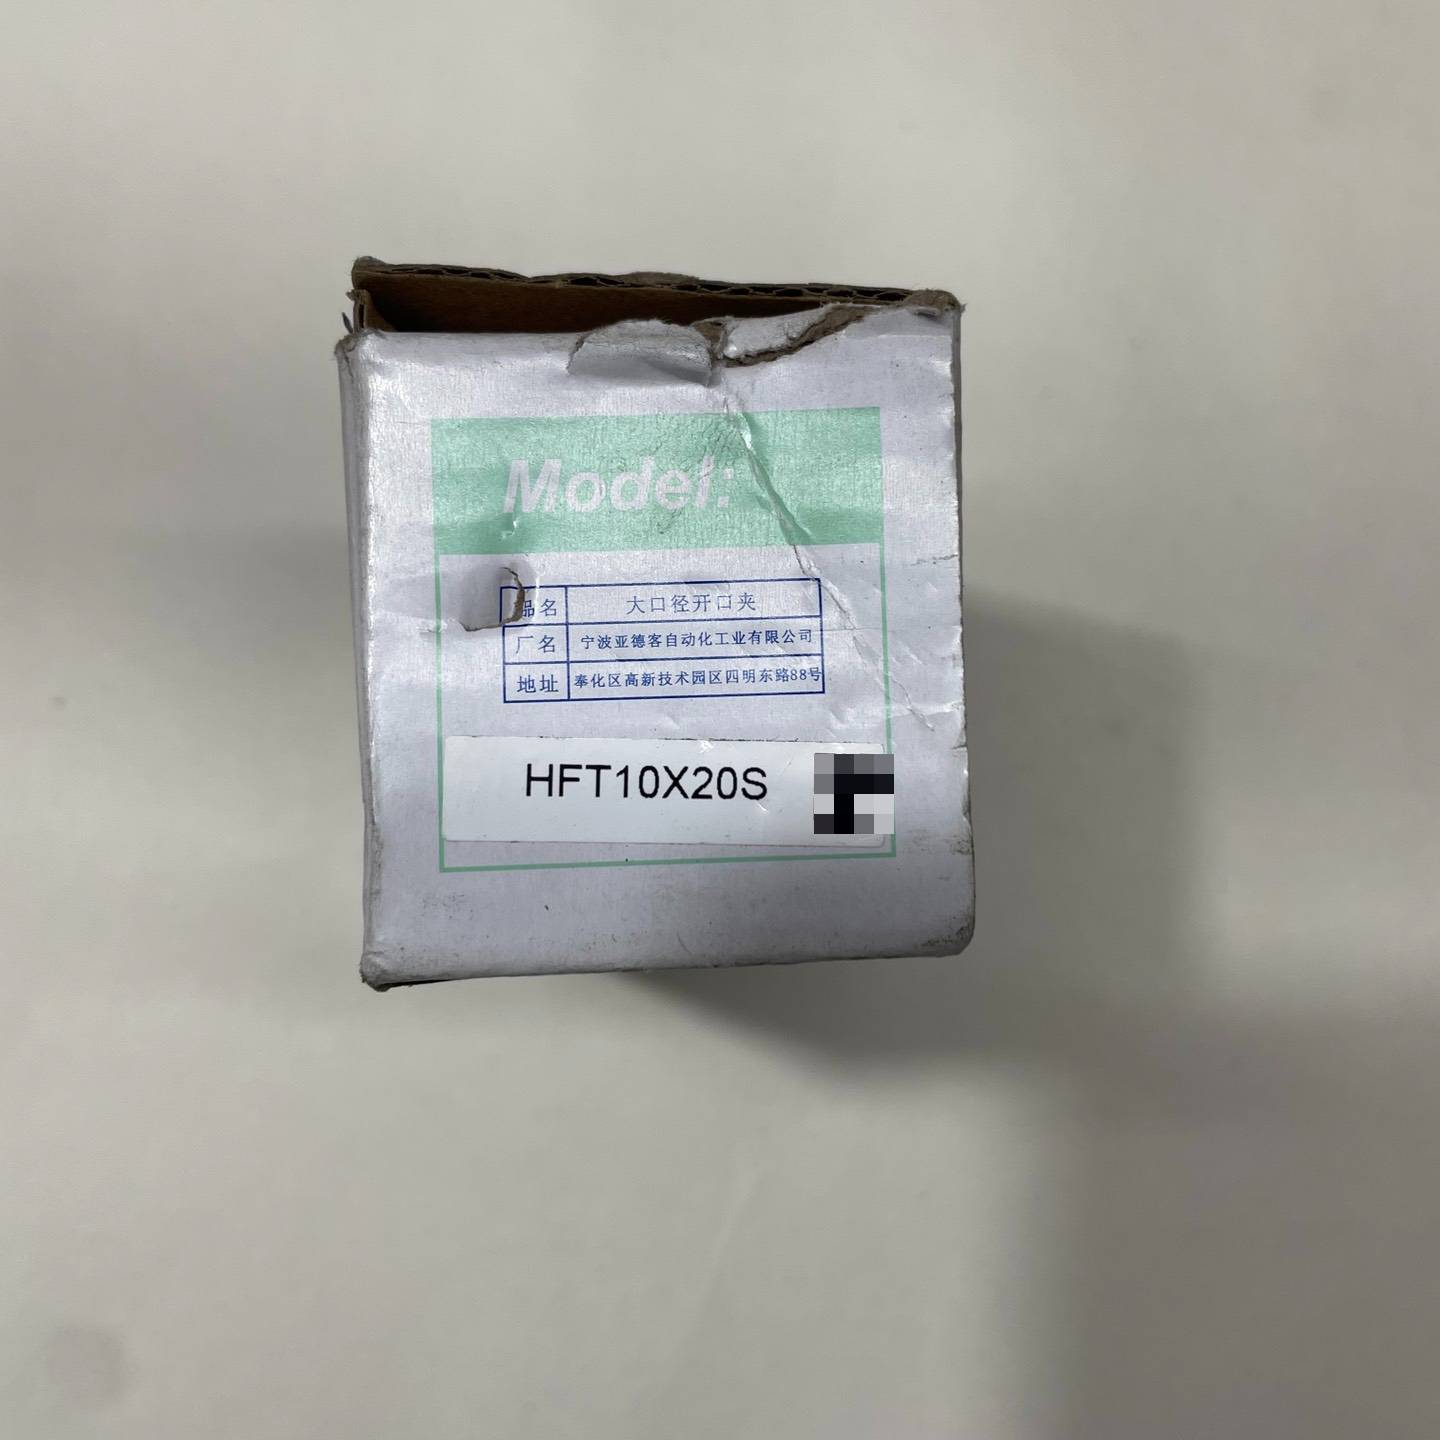 Model:
品名 大口径开口夹
厂名 宁波亚德客自动化工业有限公司
地址 奉化区高新技术园区四明东路88号
HFT10X20S